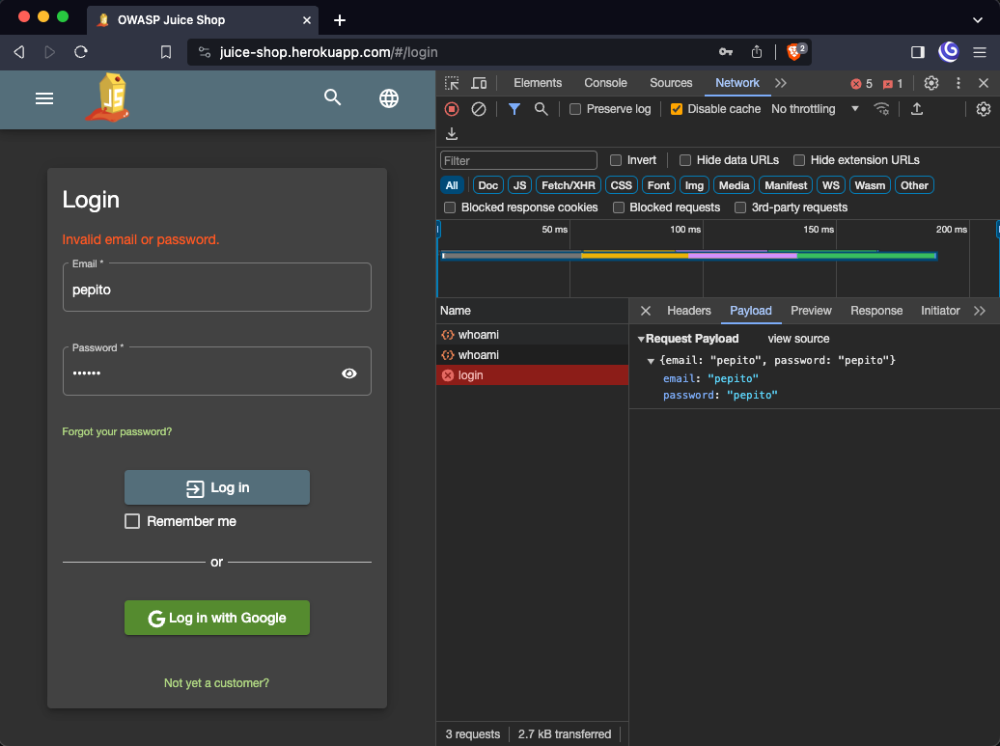 OWASP Juice Shop
juice-shop.herokuapp.com/#/login
2
JS
Login
Invalid email or password.
Email *
pepito
Password *
••••••
Forgot your password?
Log in
Remember me
or
G Log in with Google
Not yet a customer?
Elements Console Sources Network 5 1
Preserve log Disable cache No throttling
Filter Invert Hide data URLs Hide extension URLs
All Doc JS Fetch/XHR CSS Font Img Media Manifest WS Wasm Other
Blocked response cookies Blocked requests 3rd-party requests
50 ms 100 ms 150 ms 200 ms
Name
whoami
whoami
login
Headers Payload Preview Response Initiator
Request Payload view source
{email: "pepito", password: "pepito"}
email: "pepito"
password: "pepito"
3 requests 2.7 kB transferred